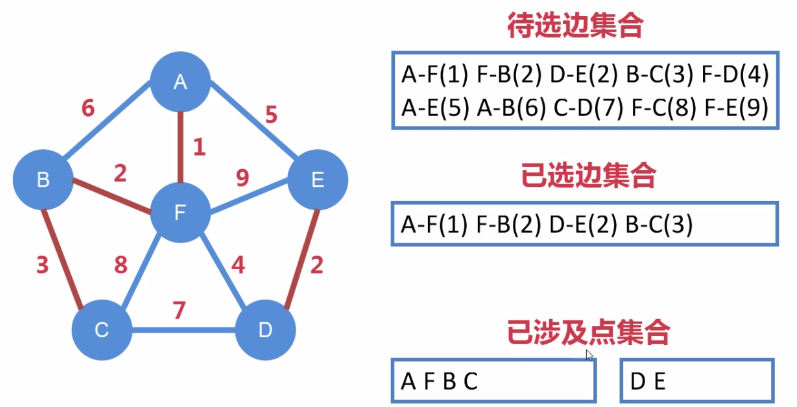 待选边集合
A-F(1) F-B(2) D-E(2) B-C(3) F-D(4)
A-E(5) A-B(6) C-D(7) F-C(8) F-E(9)
已选边集合
A-F(1) F-B(2) D-E(2) B-C(3)
已涉及点集合
A F B C
D E
A
6
5
1
B
2
9
E
F
3
8
4
2
7
C
D